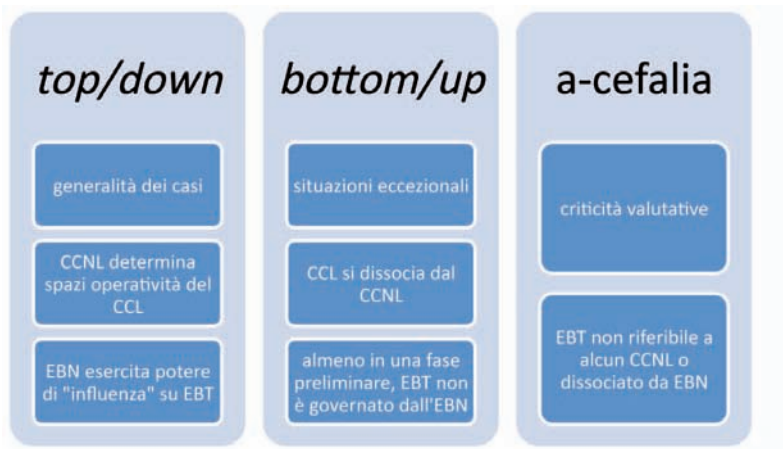 top/down
generalità dei casi
CCNL determina
spazi operatività del
CCL
EBN esercita potere
di "influenza" su EBT
bottom/up
situazioni eccezionali
CCL si dissocia dal
CCNL
almeno in una fase
preliminare, EBT non
è governato dall'EBN
a-cefalia
criticità valutative
EBT non riferibile a
alcun CCNL o
dissociato da EBN